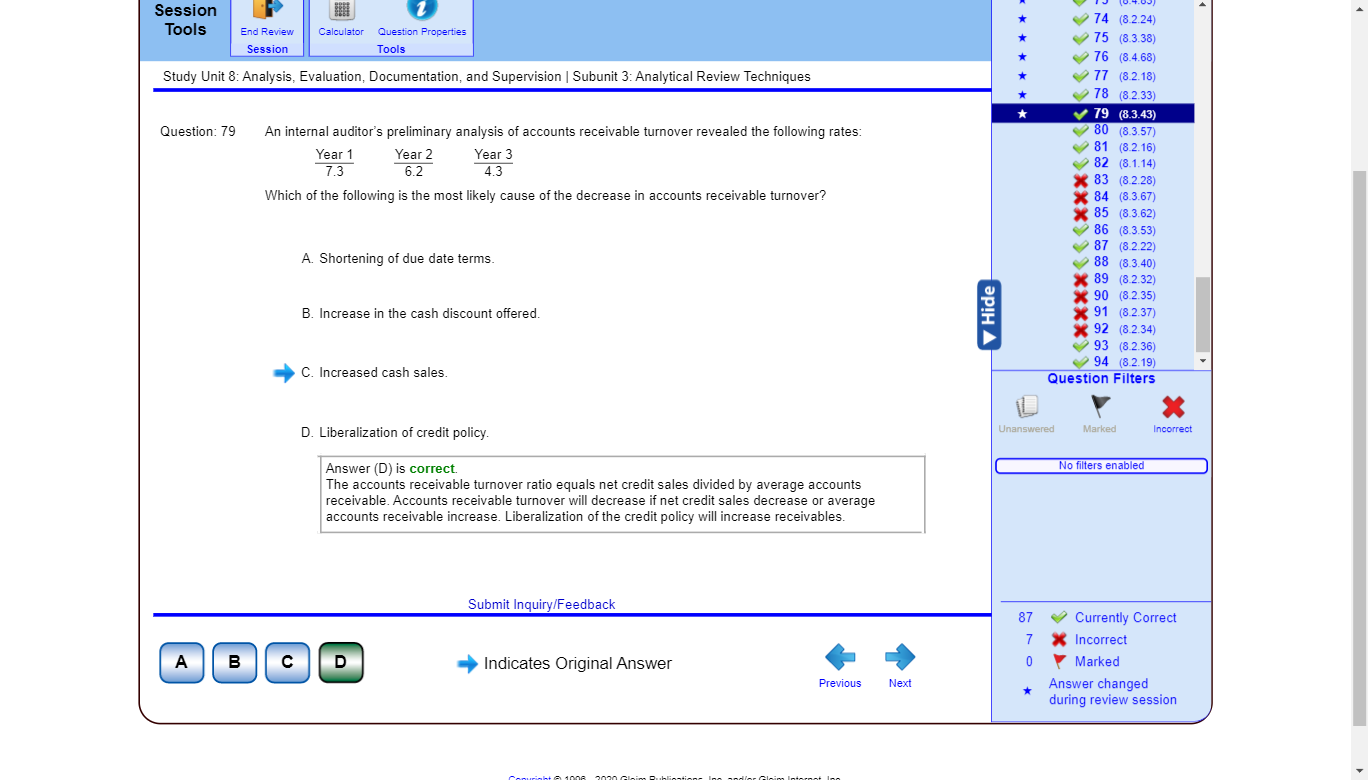 Session
Tools
End Review
Session
Calculator
Question Properties
Tools
Study Unit 8: Analysis, Evaluation, Documentation, and Supervision | Subunit 3: Analytical Review Techniques
Question: 79
An internal auditor's preliminary analysis of accounts receivable turnover revealed the following rates:
Year 1 Year 2 Year 3
7.3 6.2 4.3
Which of the following is the most likely cause of the decrease in accounts receivable turnover?
A. Shortening of due date terms.
B. Increase in the cash discount offered.
C. Increased cash sales.
D. Liberalization of credit policy.
Answer (D) is correct.
The accounts receivable turnover ratio equals net credit sales divided by average accounts
receivable. Accounts receivable turnover will decrease if net credit sales decrease or average
accounts receivable increase. Liberalization of the credit policy will increase receivables.
Submit Inquiry/Feedback
A B C D
Indicates Original Answer
Previous
Next
74 (8.2.24)
75 (8.3.38)
76 (8.4.68)
77 (8.2.18)
78 (8.2.33)
79 (8.3.43)
80 (8.3.57)
81 (8.2.16)
82 (8.1.14)
83 (8.2.28)
84 (8.3.67)
85 (8.3.62)
86 (8.3.53)
87 (8.2.22)
88 (8.3.40)
89 (8.2.32)
90 (8.2.35)
91 (8.2.37)
92 (8.2.34)
93 (8.2.36)
94 (8.2.19)
Hide
Question Filters
Unanswered
Marked
Incorrect
No filters enabled
87 Currently Correct
7 Incorrect
0 Marked
Answer changed
during review session
Copyright © 1996 - 2020 Gleim Publications, Inc. and/or Gleim Internet, Inc.